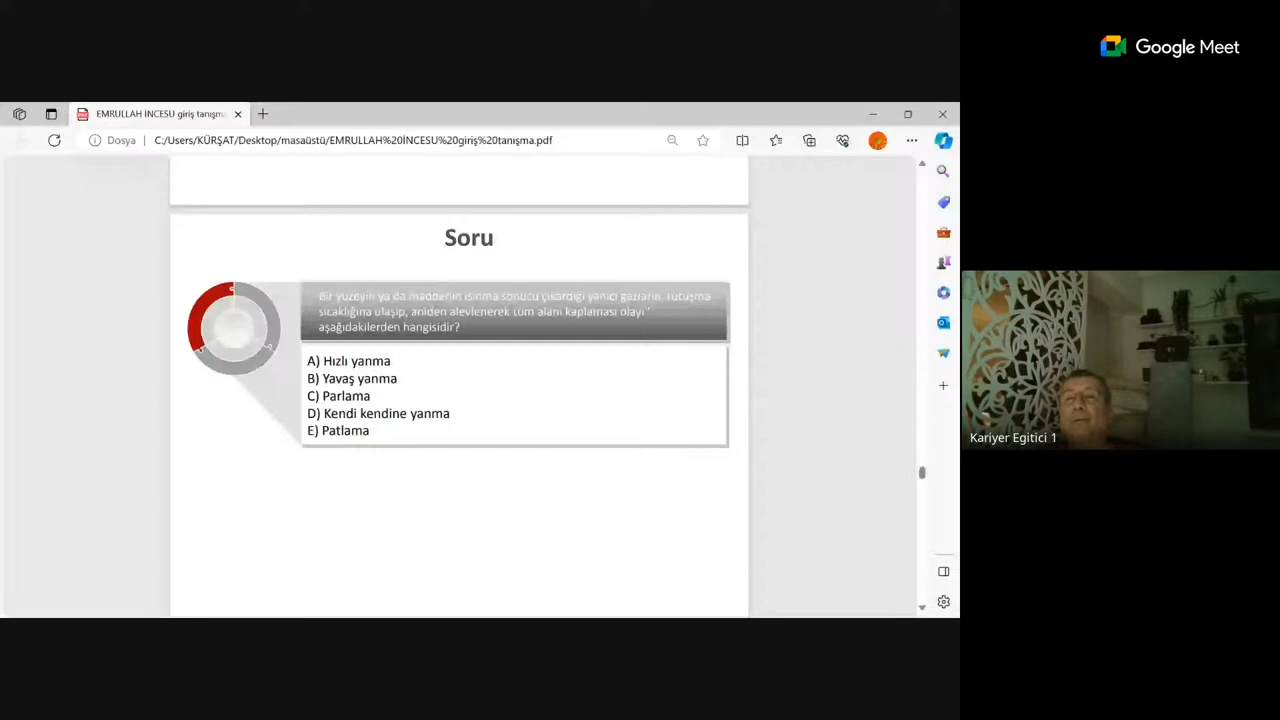 Google Meet
EMRULLAH İNCESU giriş tanışma
Dosya
C:/Users/KÜRŞAT/Desktop/masaüstü/EMRULLAH%20İNCESU%20giriş%20tanışma.pdf
Soru
Bir yüzeyin ya da maddenin ısınma sonucu çıkardığı yanıcı gazların, Tutuşma
sıcaklığına ulaşıp, aniden alevlenerek tüm alanı kaplaması olayı
aşağıdakilerden hangisidir?
A) Hızlı yanma
B) Yavaş yanma
C) Parlama
D) Kendi kendine yanma
E) Patlama
Kariyer Egitici 1